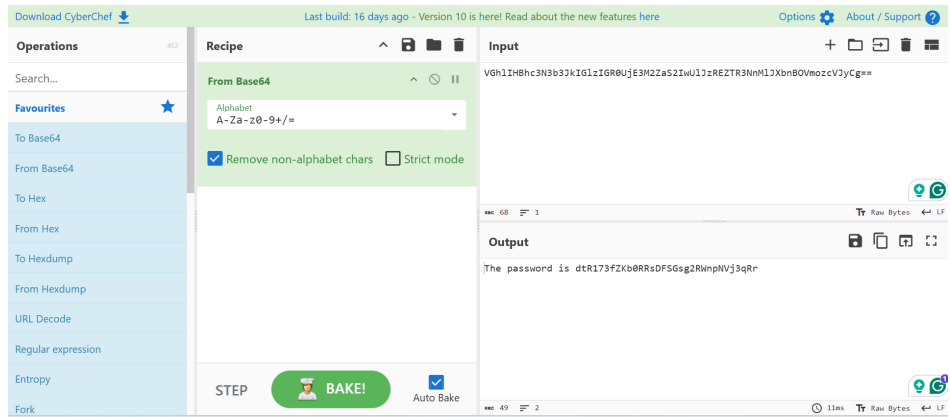 Download CyberChef
Last build: 16 days ago - Version 10 is here! Read about the new features here
Options
About / Support
Operations
452
Search...
Favourites
To Base64
From Base64
To Hex
From Hex
To Hexdump
From Hexdump
URL Decode
Regular expression
Entropy
Fork
Recipe
From Base64
Alphabet
A-Za-z0-9+/=
Remove non-alphabet chars
Strict mode
STEP
BAKE!
Auto Bake
Input
VGhlIHBhc3N3b3JkIGlzIGR0UjE3M2ZaS2IwUlJzREZTR3NnMlJXbnBOVmozcVJyCg==
ABC 68 1
Raw Bytes LF
Output
The password is dtR173fZKb0RRsDFSGsg2RWnpNVj3qRr
1
ABC 49 2
11ms Raw Bytes LF